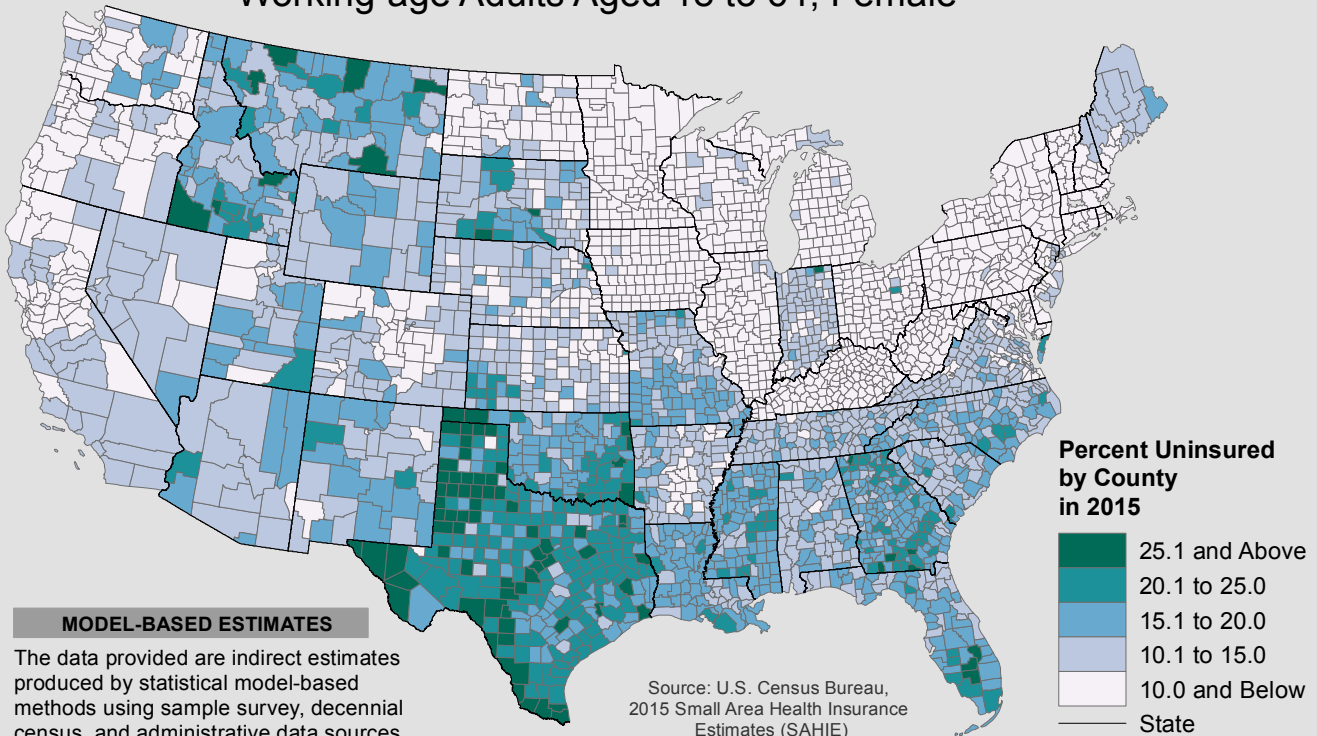 Working-age Adults Aged 18 to 64, Female
Percent Uninsured
by County
in 2015
25.1 and Above
20.1 to 25.0
15.1 to 20.0
10.1 to 15.0
10.0 and Below
State
MODEL-BASED ESTIMATES
The data provided are indirect estimates
produced by statistical model-based
methods using sample survey, decennial
census, and administrative data sources.
Source: U.S. Census Bureau,
2015 Small Area Health Insurance
Estimates (SAHIE)